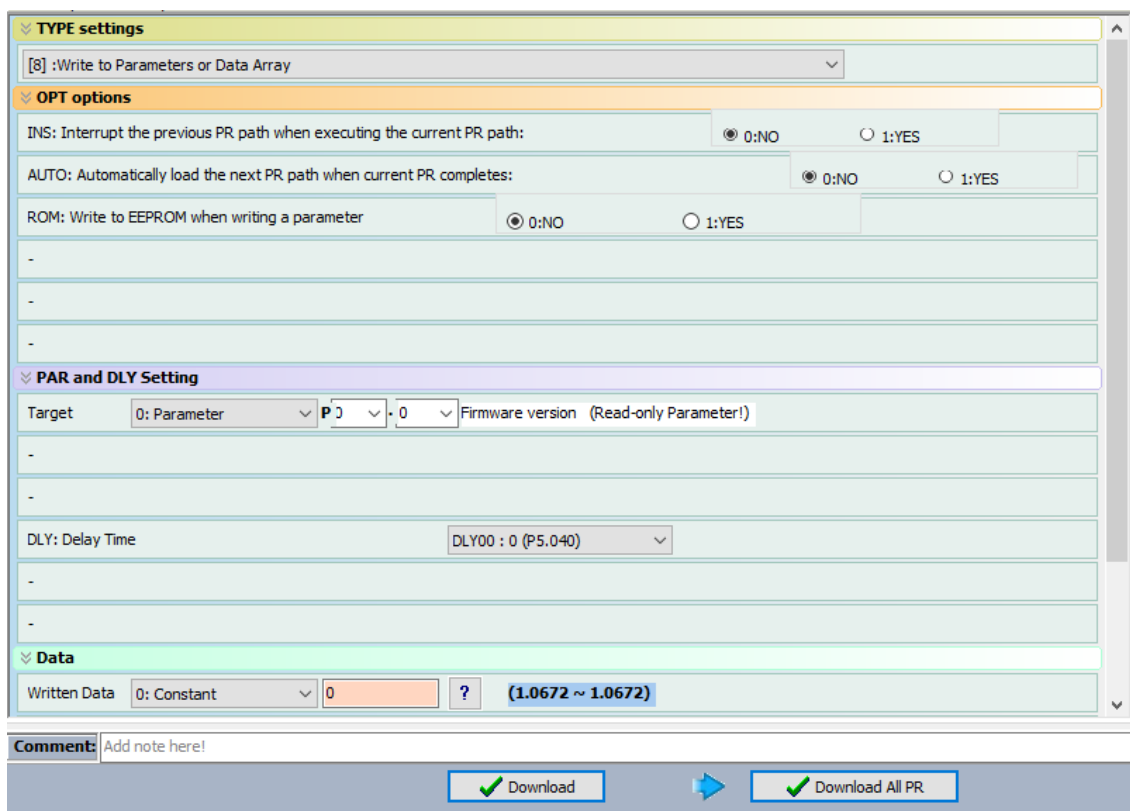 TYPE settings
[8] :Write to Parameters or Data Array
OPT options
INS: Interrupt the previous PR path when executing the current PR path: 0:NO 1:YES
AUTO: Automatically load the next PR path when current PR completes: 0:NO 1:YES
ROM: Write to EEPROM when writing a parameter 0:NO 1:YES
-
-
-
PAR and DLY Setting
Target 0: Parameter P 0 . 0 Firmware version (Read-only Parameter!)
-
-
DLY: Delay Time DLY00 : 0 (P5.040)
-
-
Data
Written Data 0: Constant 0 ? (1.0672 ~ 1.0672)
Comment: Add note here!
Download Download All PR